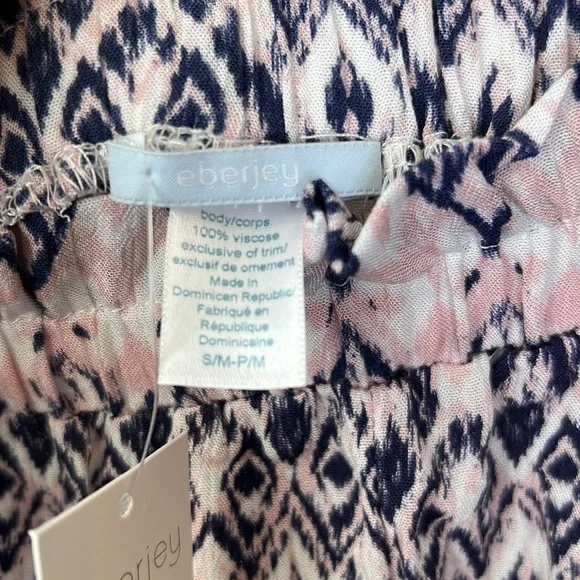 eberjey
body/corps
100% viscose
exclusive of trim/
exclusif de ornement
Made in
Dominican Republic/
Fabriqué en
République
Dominicaine
S/M-P/M
eberjey